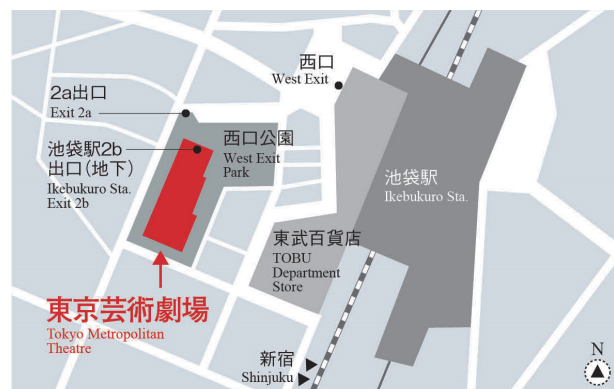 西口
West Exit
2a出口
Exit 2a
池袋駅2b
出口(地下)
Ikebukuro Sta.
Exit 2b
西口公園
West Exit
Park
池袋駅
Ikebukuro Sta.
東武百貨店
TOBU
Department
Store
東京芸術劇場
Tokyo Metropolitan
Theatre
新宿
Shinjuku
N